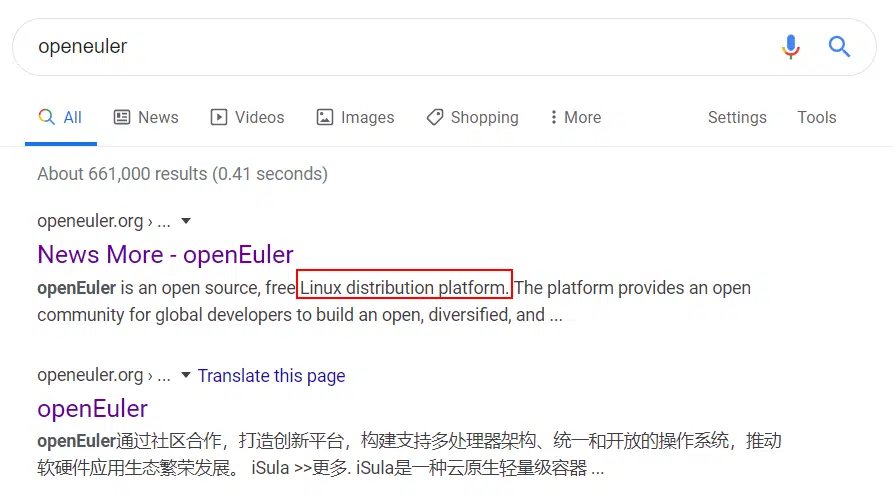 openeuler
All News Videos Images Shopping More Settings Tools
About 661,000 results (0.41 seconds)
openeuler.org › ...
News More - openEuler
openEuler is an open source, free Linux distribution platform. The platform provides an open
community for global developers to build an open, diversified, and ...
openeuler.org › ... Translate this page
openEuler
openEuler通过社区合作，打造创新平台，构建支持多处理器架构、统一和开放的操作系统，推动
软硬件应用生态繁荣发展。 iSula >>更多. iSula是一种云原生轻量级容器 ...